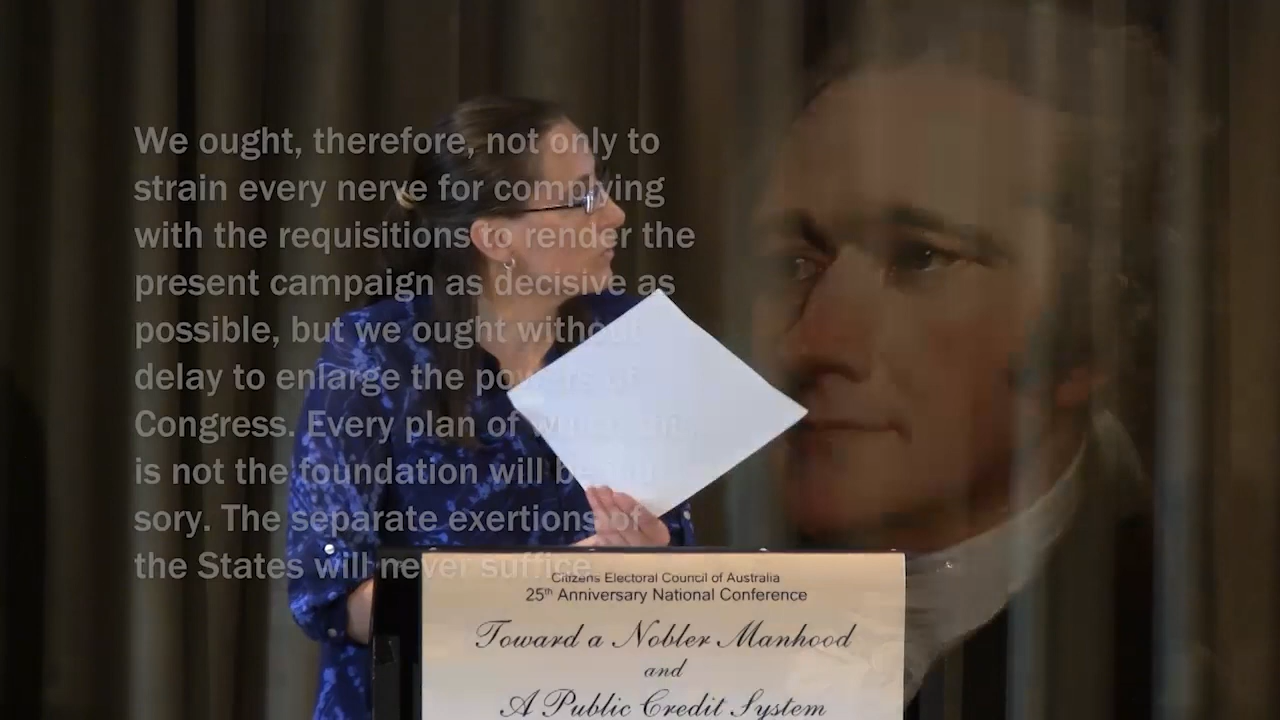 We ought, therefore, not only to
strain every nerve for complying
with the requisitions to render the
present campaign as decisive as
possible, but we ought without
delay to enlarge the powers of
Congress. Every plan of which this
is not the foundation will be illu
sory. The separate exertions of
the States will never suffice.
Citizens Electoral Council of Australia
25th Anniversary National Conference
Toward a Nobler Manhood
and
A Public Credit System